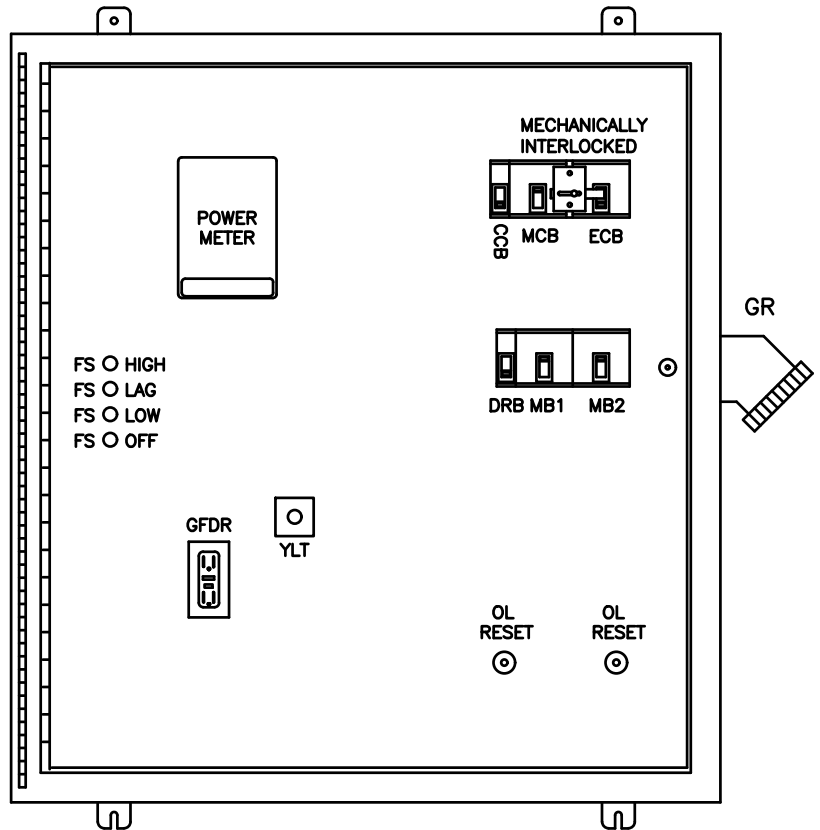 MECHANICALLY
INTERLOCKED
POWER
METER
CCB
MCB
ECB
GR
FS HIGH
FS LAG
FS LOW
FS OFF
DRB MB1 MB2
GFDR
YLT
OL
RESET
OL
RESET